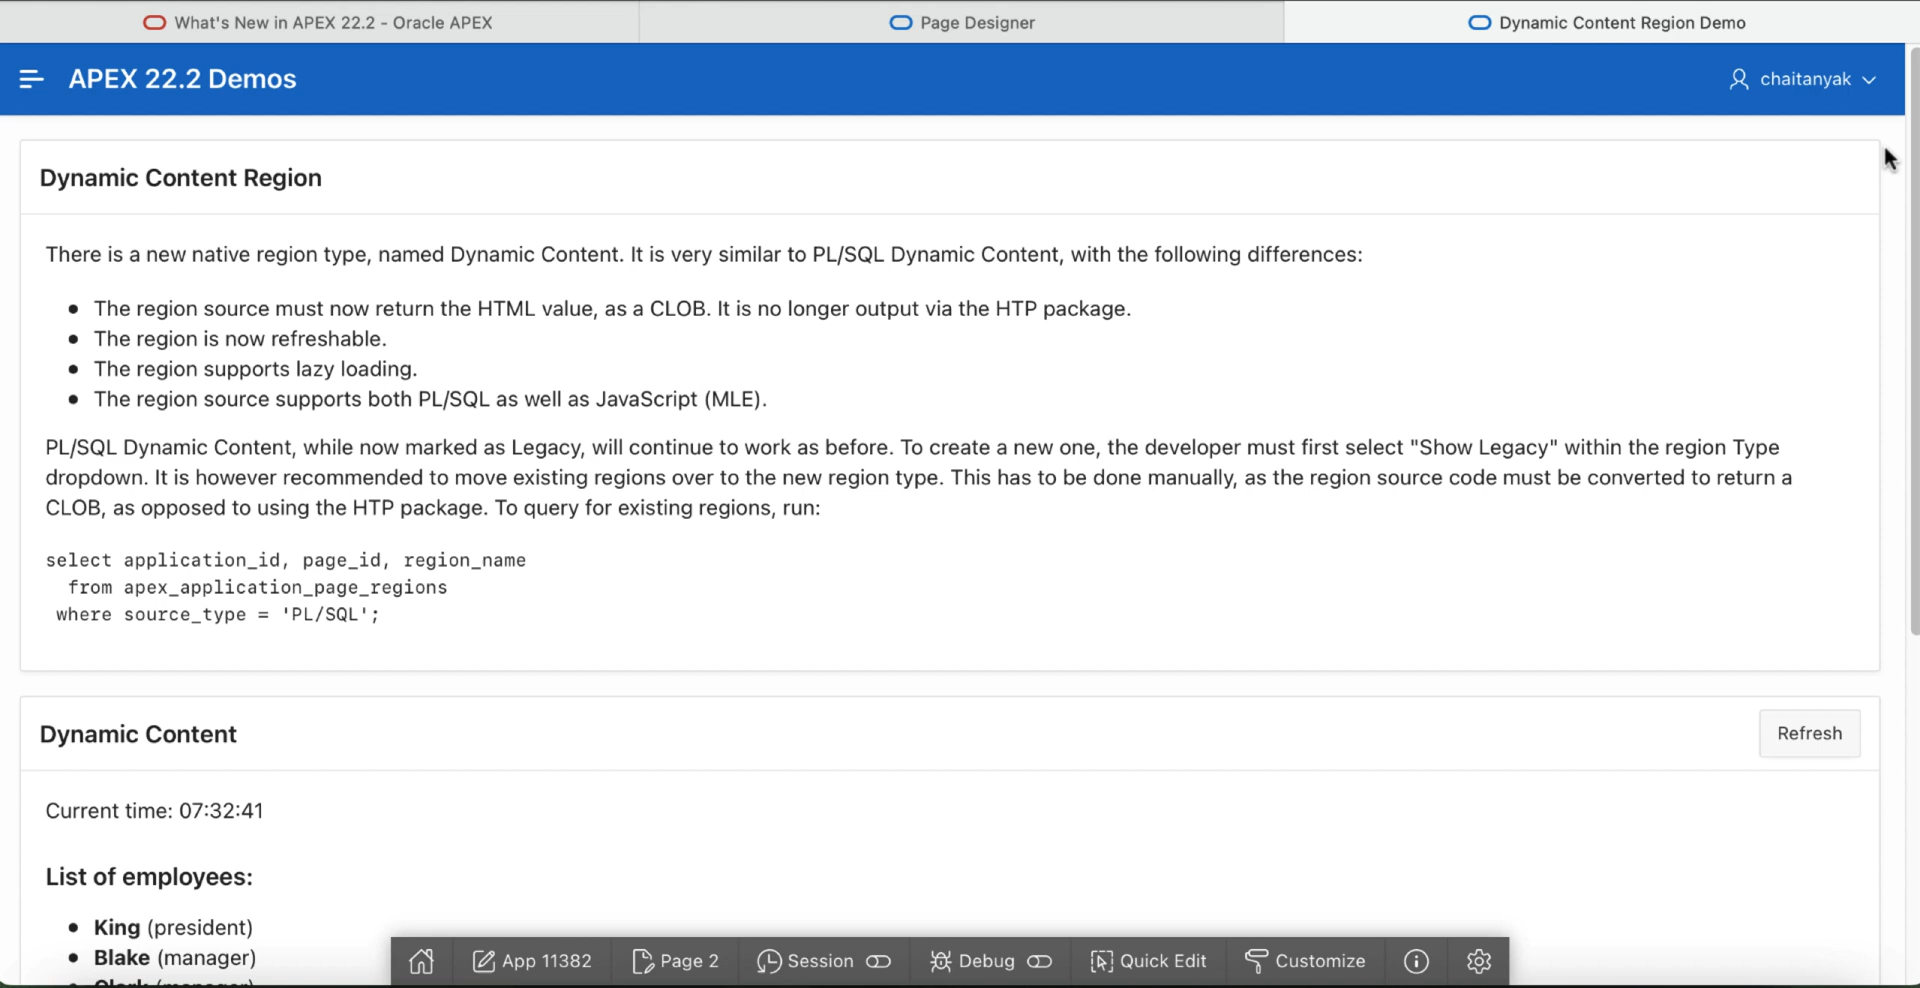 What's New in APEX 22.2 - Oracle APEX
Page Designer
Dynamic Content Region Demo
APEX 22.2 Demos
chaitanyak
Dynamic Content Region
There is a new native region type, named Dynamic Content. It is very similar to PL/SQL Dynamic Content, with the following differences:
• The region source must now return the HTML value, as a CLOB. It is no longer output via the HTP package.
• The region is now refreshable.
• The region supports lazy loading.
• The region source supports both PL/SQL as well as JavaScript (MLE).
PL/SQL Dynamic Content, while now marked as Legacy, will continue to work as before. To create a new one, the developer must first select "Show Legacy" within the region Type
dropdown. It is however recommended to move existing regions over to the new region type. This has to be done manually, as the region source code must be converted to return a
CLOB, as opposed to using the HTP package. To query for existing regions, run:
select application_id, page_id, region_name
from apex_application_page_regions
where source_type = 'PL/SQL';
Dynamic Content
Refresh
Current time: 07:32:41
List of employees:
• King (president)
• Blake (manager)
• Clark (manager)
App 11382
Page 2
Session
Debug
Quick Edit
Customize